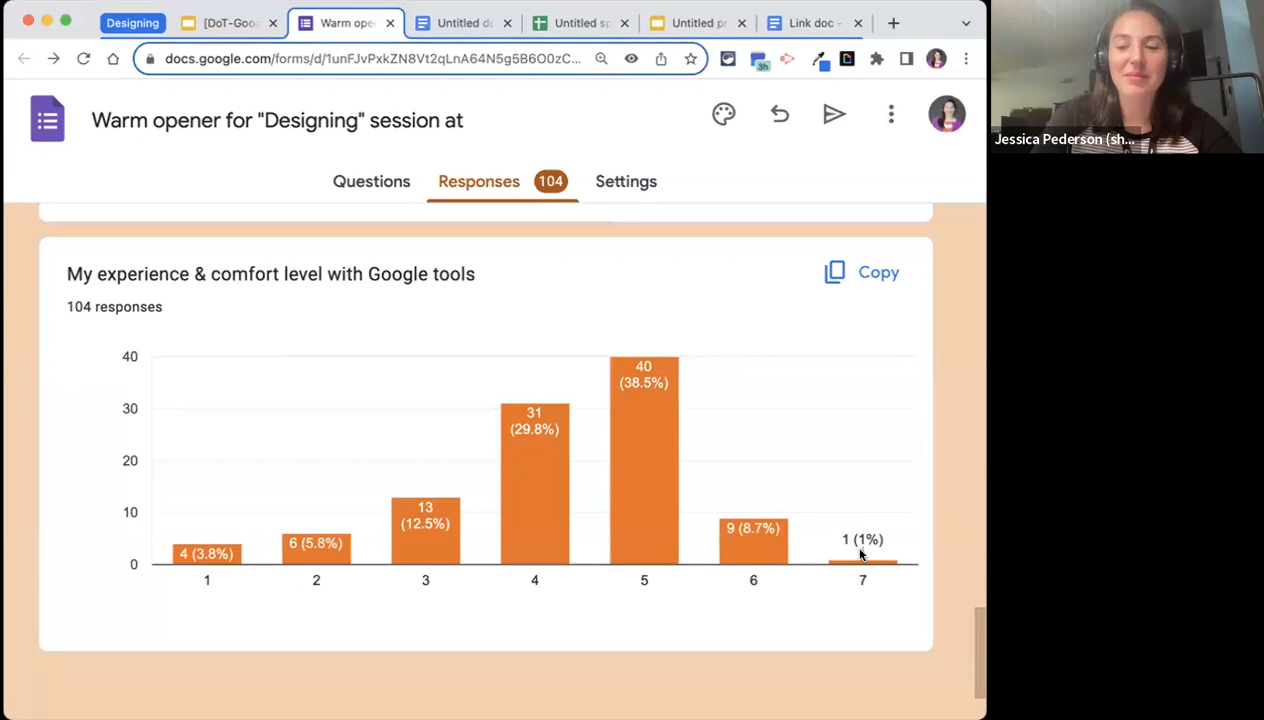 Designing
[DoT-Goo
Warm ope
Untitled do
Untitled sp
Untitled pr
Link doc -
docs.google.com/forms/d/1unFJvPxkZN8Vt2qLnA64N5g5B6O0zC...
3h
Warm opener for "Designing" session at
Questions
Responses
104
Settings
My experience & comfort level with Google tools
Copy
104 responses
40
30
20
10
0
4 (3.8%)
6 (5.8%)
13
(12.5%)
31
(29.8%)
40
(38.5%)
9 (8.7%)
1 (1%)
1
2
3
4
5
6
7
Jessica Pederson (sh...